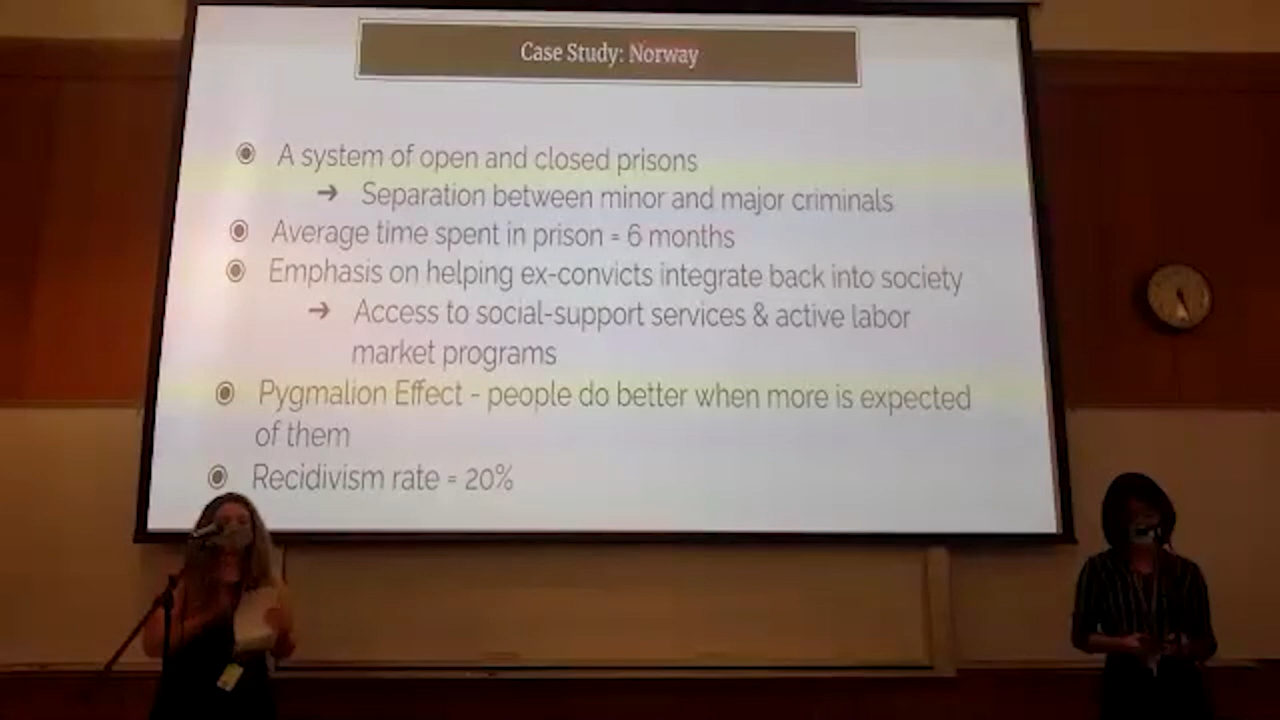 Case Study: Norway
A system of open and closed prisons
➔ Separation between minor and major criminals
Average time spent in prison = 6 months
Emphasis on helping ex-convicts integrate back into society
➔ Access to social-support services & active labor
market programs
Pygmalion Effect - people do better when more is expected
of them
Recidivism rate = 20%